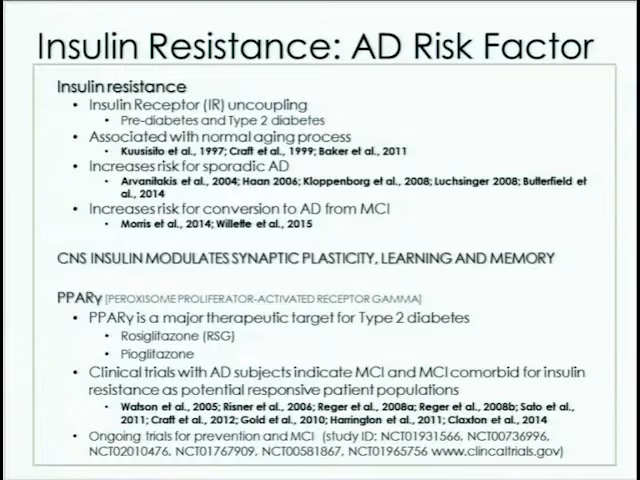 Insulin Resistance: AD Risk Factor
Insulin resistance
• Insulin Receptor (IR) uncoupling
• Pre-diabetes and Type 2 diabetes
• Associated with normal aging process
• Kuusisito et al., 1997; Craft et al., 1999; Baker et al., 2011
• Increases risk for sporadic AD
• Arvanitakis et al., 2004; Haan 2006; Kloppenborg et al., 2008; Luchsinger 2008; Butterfield et
al., 2014
• Increases risk for conversion to AD from MCI
• Morris et al., 2014; Willette et al., 2015
CNS INSULIN MODULATES SYNAPTIC PLASTICITY, LEARNING AND MEMORY
PPARγ [PEROXISOME PROLIFERATOR-ACTIVATED RECEPTOR GAMMA]
• PPARγ is a major therapeutic target for Type 2 diabetes
• Rosiglitazone (RSG)
• Pioglitazone
• Clinical trials with AD subjects indicate MCI and MCI comorbid for insulin
resistance as potential responsive patient populations
• Watson et al., 2005; Risner et al., 2006; Reger et al., 2008a; Reger et al., 2008b; Sato et al.,
2011; Craft et al., 2012; Gold et al., 2010; Harrington et al., 2011; Claxton et al., 2014
• Ongoing trials for prevention and MCI (study ID: NCT01931566, NCT00736996,
NCT02010476, NCT01767909, NCT00581867, NCT01965756 www.clincaltrials.gov)